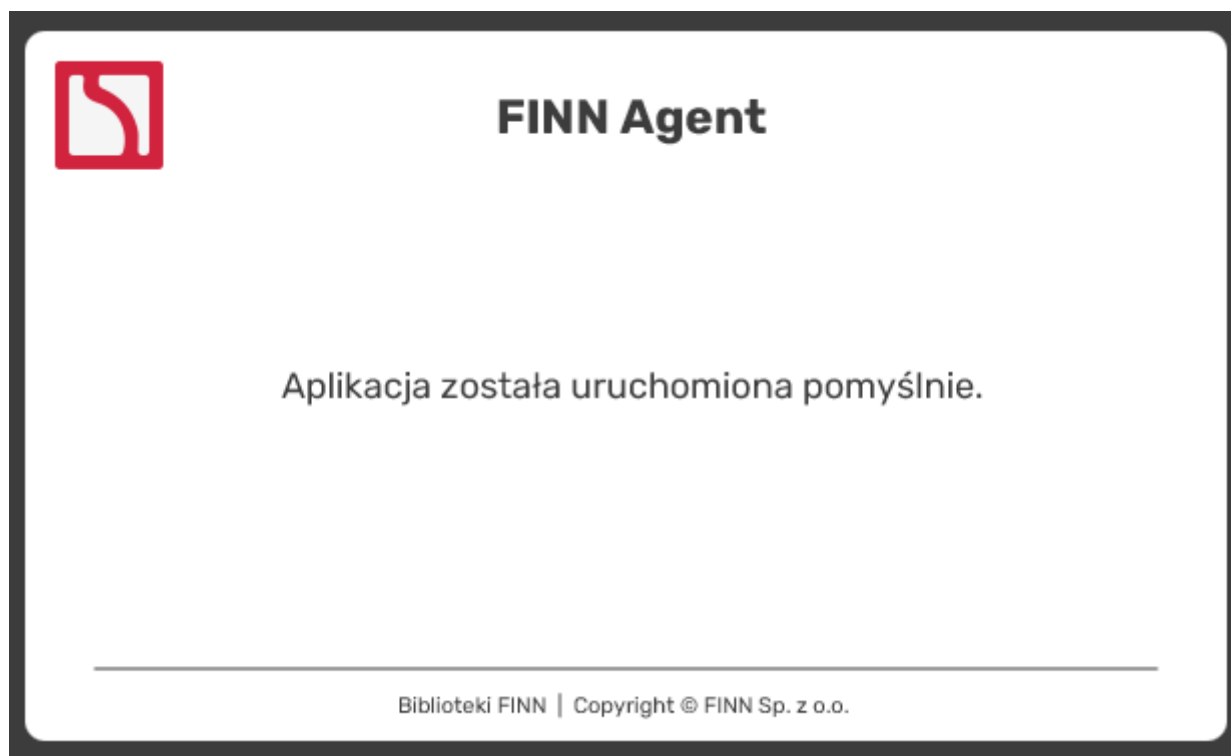 FINN Agent
Aplikacja została uruchomiona pomyślnie.
Biblioteki FINN | Copyright © FINN Sp. z o.o.